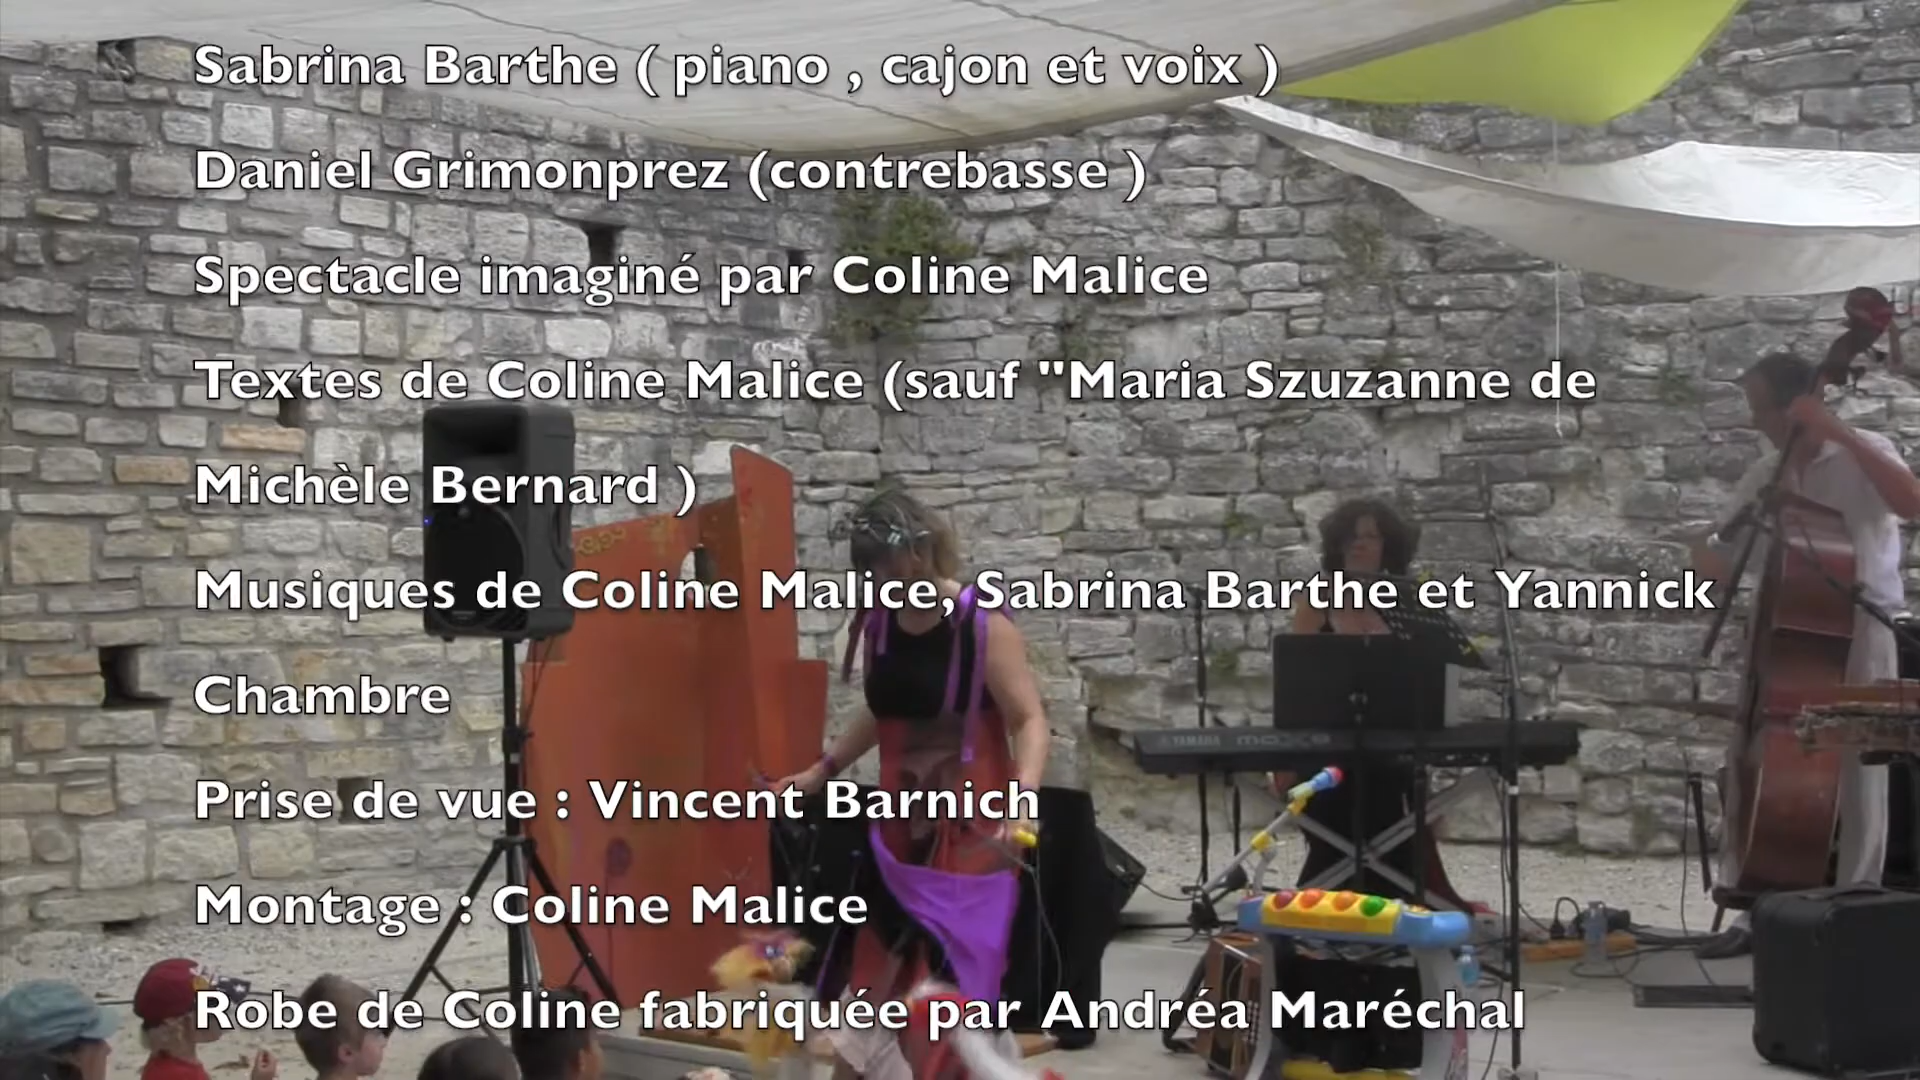 Sabrina Barthe ( piano , cajon et voix )
Daniel Grimonprez (contrebasse )
Spectacle imaginé par Coline Malice
Textes de Coline Malice (sauf "Maria Szuzanne de
Michèle Bernard )
Musiques de Coline Malice, Sabrina Barthe et Yannick
Chambre
YAMAHA
Prise de vue : Vincent Barnich
Montage : Coline Malice
Robe de Coline fabriquée par Andréa Maréchal